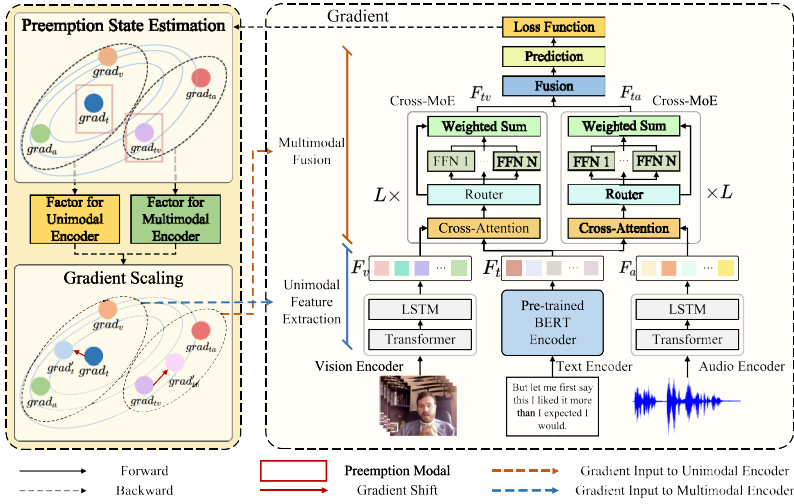 Preemption State Estimation
grad_v
grad_t
grad_ta
grad_a
grad_tv
Factor for
Unimodal
Encoder
Factor for
Multimodal
Encoder
Gradient Scaling
grad_v
grad'_t
grad_t
grad_ta
grad'_tv
grad_a
grad_tv
Gradient
Loss Function
Prediction
Fusion
F_tv
F_ta
Multimodal
Fusion
Cross-MoE
Weighted Sum
FFN 1
...
FFN N
Router
L×
Cross-Attention
Cross-MoE
Weighted Sum
FFN 1
...
FFN N
Router
×L
Cross-Attention
Unimodal
Feature
Extraction
F_v
...
F_t
...
F_a
...
LSTM
Transformer
Pre-trained
BERT
Encoder
LSTM
Transformer
Vision Encoder
Text Encoder
Audio Encoder
But let me first say
this I liked it more
than I expected I
would.
Forward
Backward
Preemption Modal
Gradient Shift
Gradient Input to Unimodal Encoder
Gradient Input to Multimodal Encoder